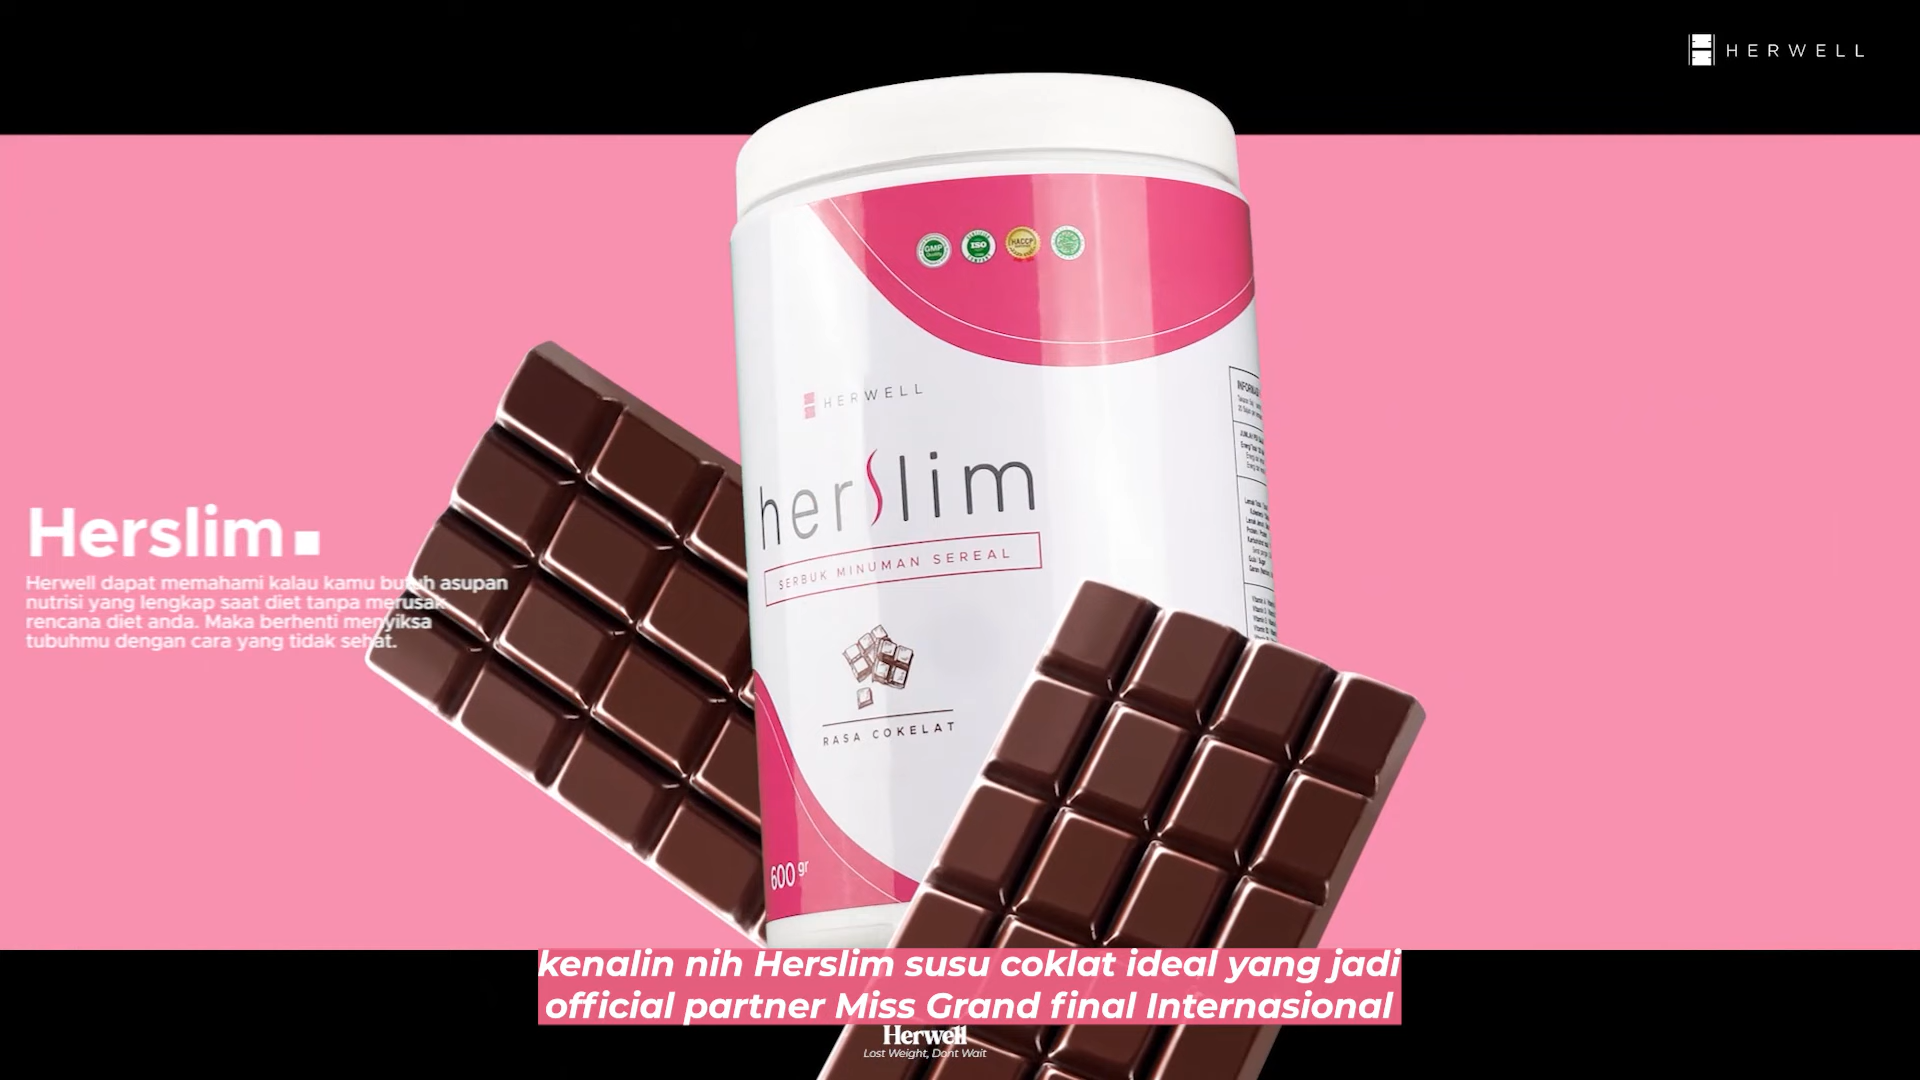 HERWELL
GMP
Quality
ISO
HACCP
HERWELL
herslim
SERBUK MINUMAN SEREAL
RASA COKELAT
600 gr
Herslim
Herwell dapat memahami kalau kamu butuh asupan
nutrisi yang lengkap saat diet tanpa merusak
rencana diet anda. Maka berhenti menyiksa
tubuhmu dengan cara yang tidak sehat.
kenalin nih Herslim susu coklat ideal yang jadi
official partner Miss Grand final Internasional
Herwell
Lost Weight, Dont Wait